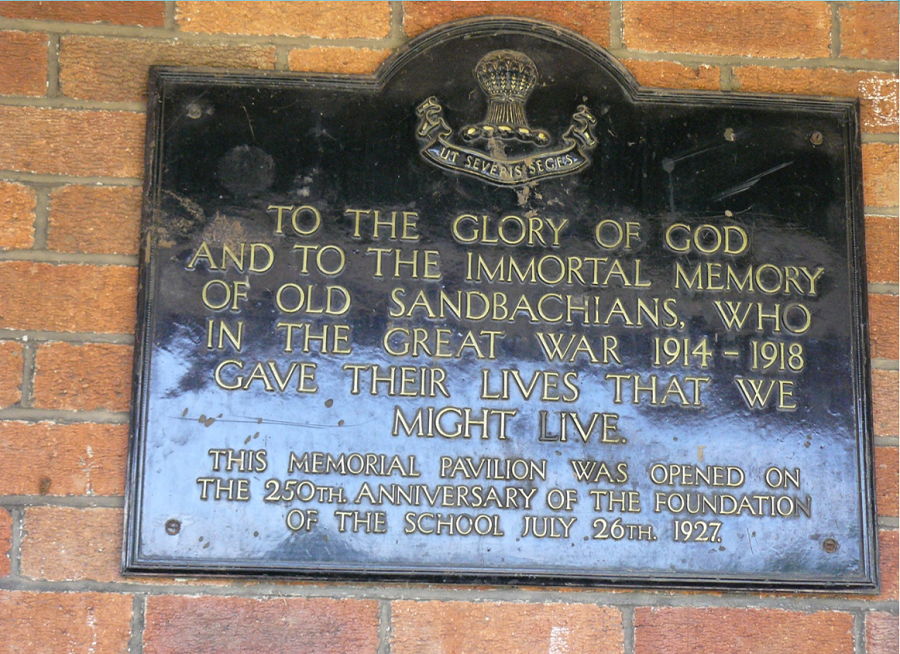 UT SEVERIS SEGES
TO THE GLORY OF GOD
AND TO THE IMMORTAL MEMORY
OF OLD SANDBACHIANS, WHO
IN THE GREAT WAR 1914 - 1918
GAVE THEIR LIVES THAT WE
MIGHT LIVE.
THIS MEMORIAL PAVILION WAS OPENED ON
THE 250TH. ANNIVERSARY OF THE FOUNDATION
OF THE SCHOOL JULY 26TH. 1927.